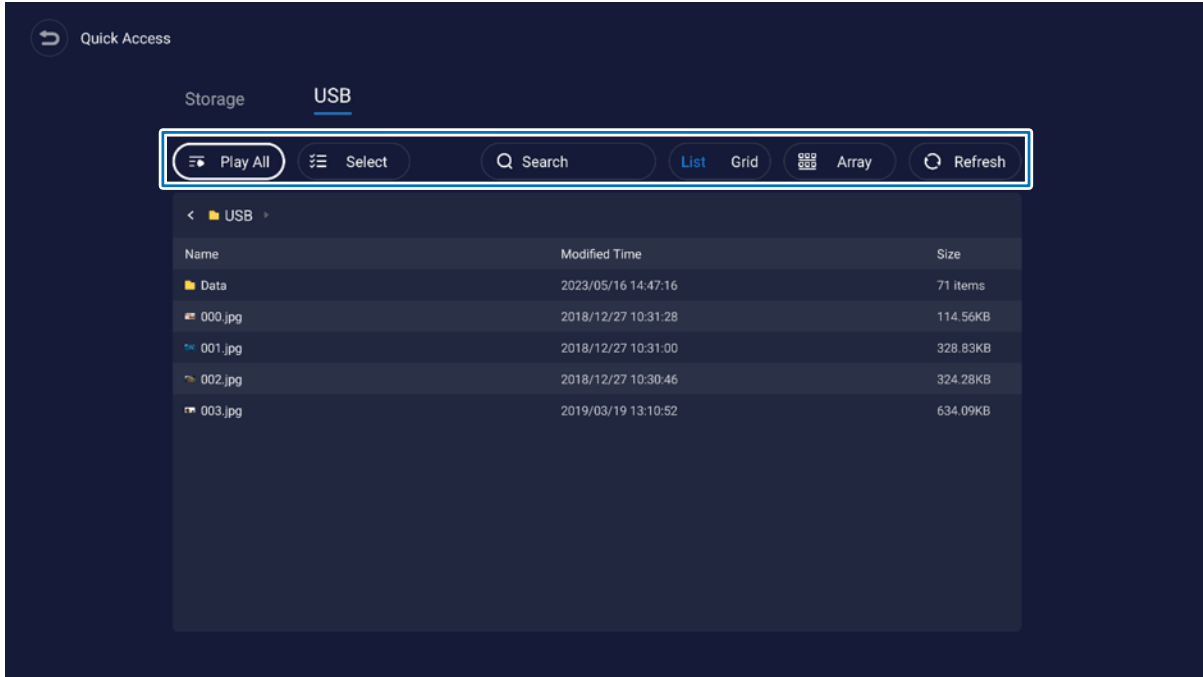 Quick Access
Storage USB
Play All Select Search List Grid Array Refresh
USB
Name Modified Time Size
Data 2023/05/16 14:47:16 71 items
000.jpg 2018/12/27 10:31:28 114.56KB
001.jpg 2018/12/27 10:31:00 328.83KB
002.jpg 2018/12/27 10:30:46 324.28KB
003.jpg 2019/03/19 13:10:52 634.09KB